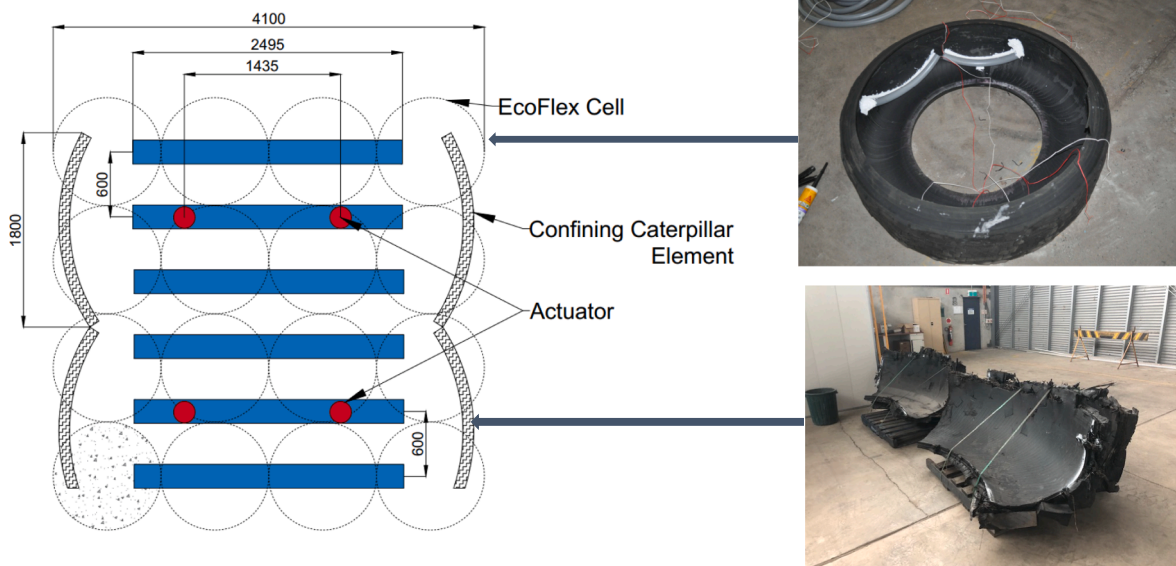 4100
2495
1435
EcoFlex Cell
600
1800
Confining Caterpillar
Element
Actuator
600